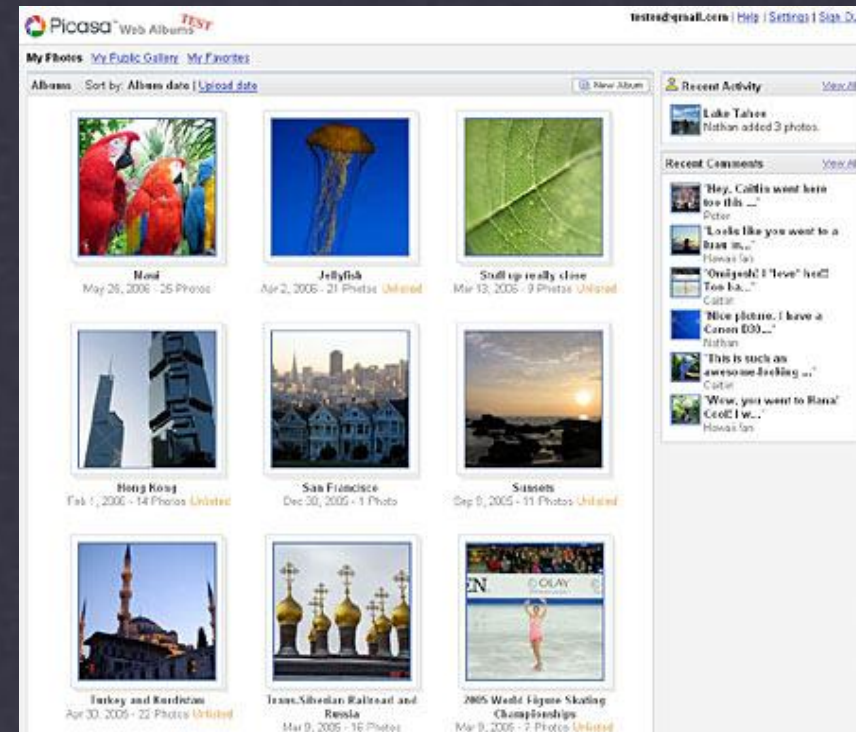 Picasa™ Web Albums TEST
tester@gmail.com | Help | Settings | Sign Ou
My Photos My Public Gallery My Favorites
Albums Sort by: Album date | Upload date
New Album
Maui
May 26, 2006 - 25 Photos
Jellyfish
Apr 2, 2006 - 21 Photos Unlisted
Stuff up really close
Mar 13, 2006 - 9 Photos Unlisted
Hong Kong
Feb 1, 2006 - 14 Photos Unlisted
San Francisco
Dec 30, 2005 - 1 Photo
Sunsets
Sep 9, 2005 - 11 Photos Unlisted
EN OLAY
Turkey and Kurdistan
Apr 30, 2005 - 22 Photos Unlisted
Trans-Siberian Railroad and
Russia
Mar 9, 2005 - 16 Photos
2005 World Figure Skating
Championships
Mar 9, 2005 - 7 Photos Unlisted
Recent Activity View All
Lake Tahoe
Nathan added 3 photos.
Recent Comments View All
"Hey, Caitlin went here
too this ..."
Peter
"Looks like you went to a
luau in..."
Hawaii fan
"Omigosh! I *love* her!!
Too ba..."
Caitlin
"Nice picture. I have a
Canon D30..."
Nathan
"This is such an
awesome-looking ..."
Caitlin
"Wow, you went to Hana!
Cool! I w..."
Hawaii fan